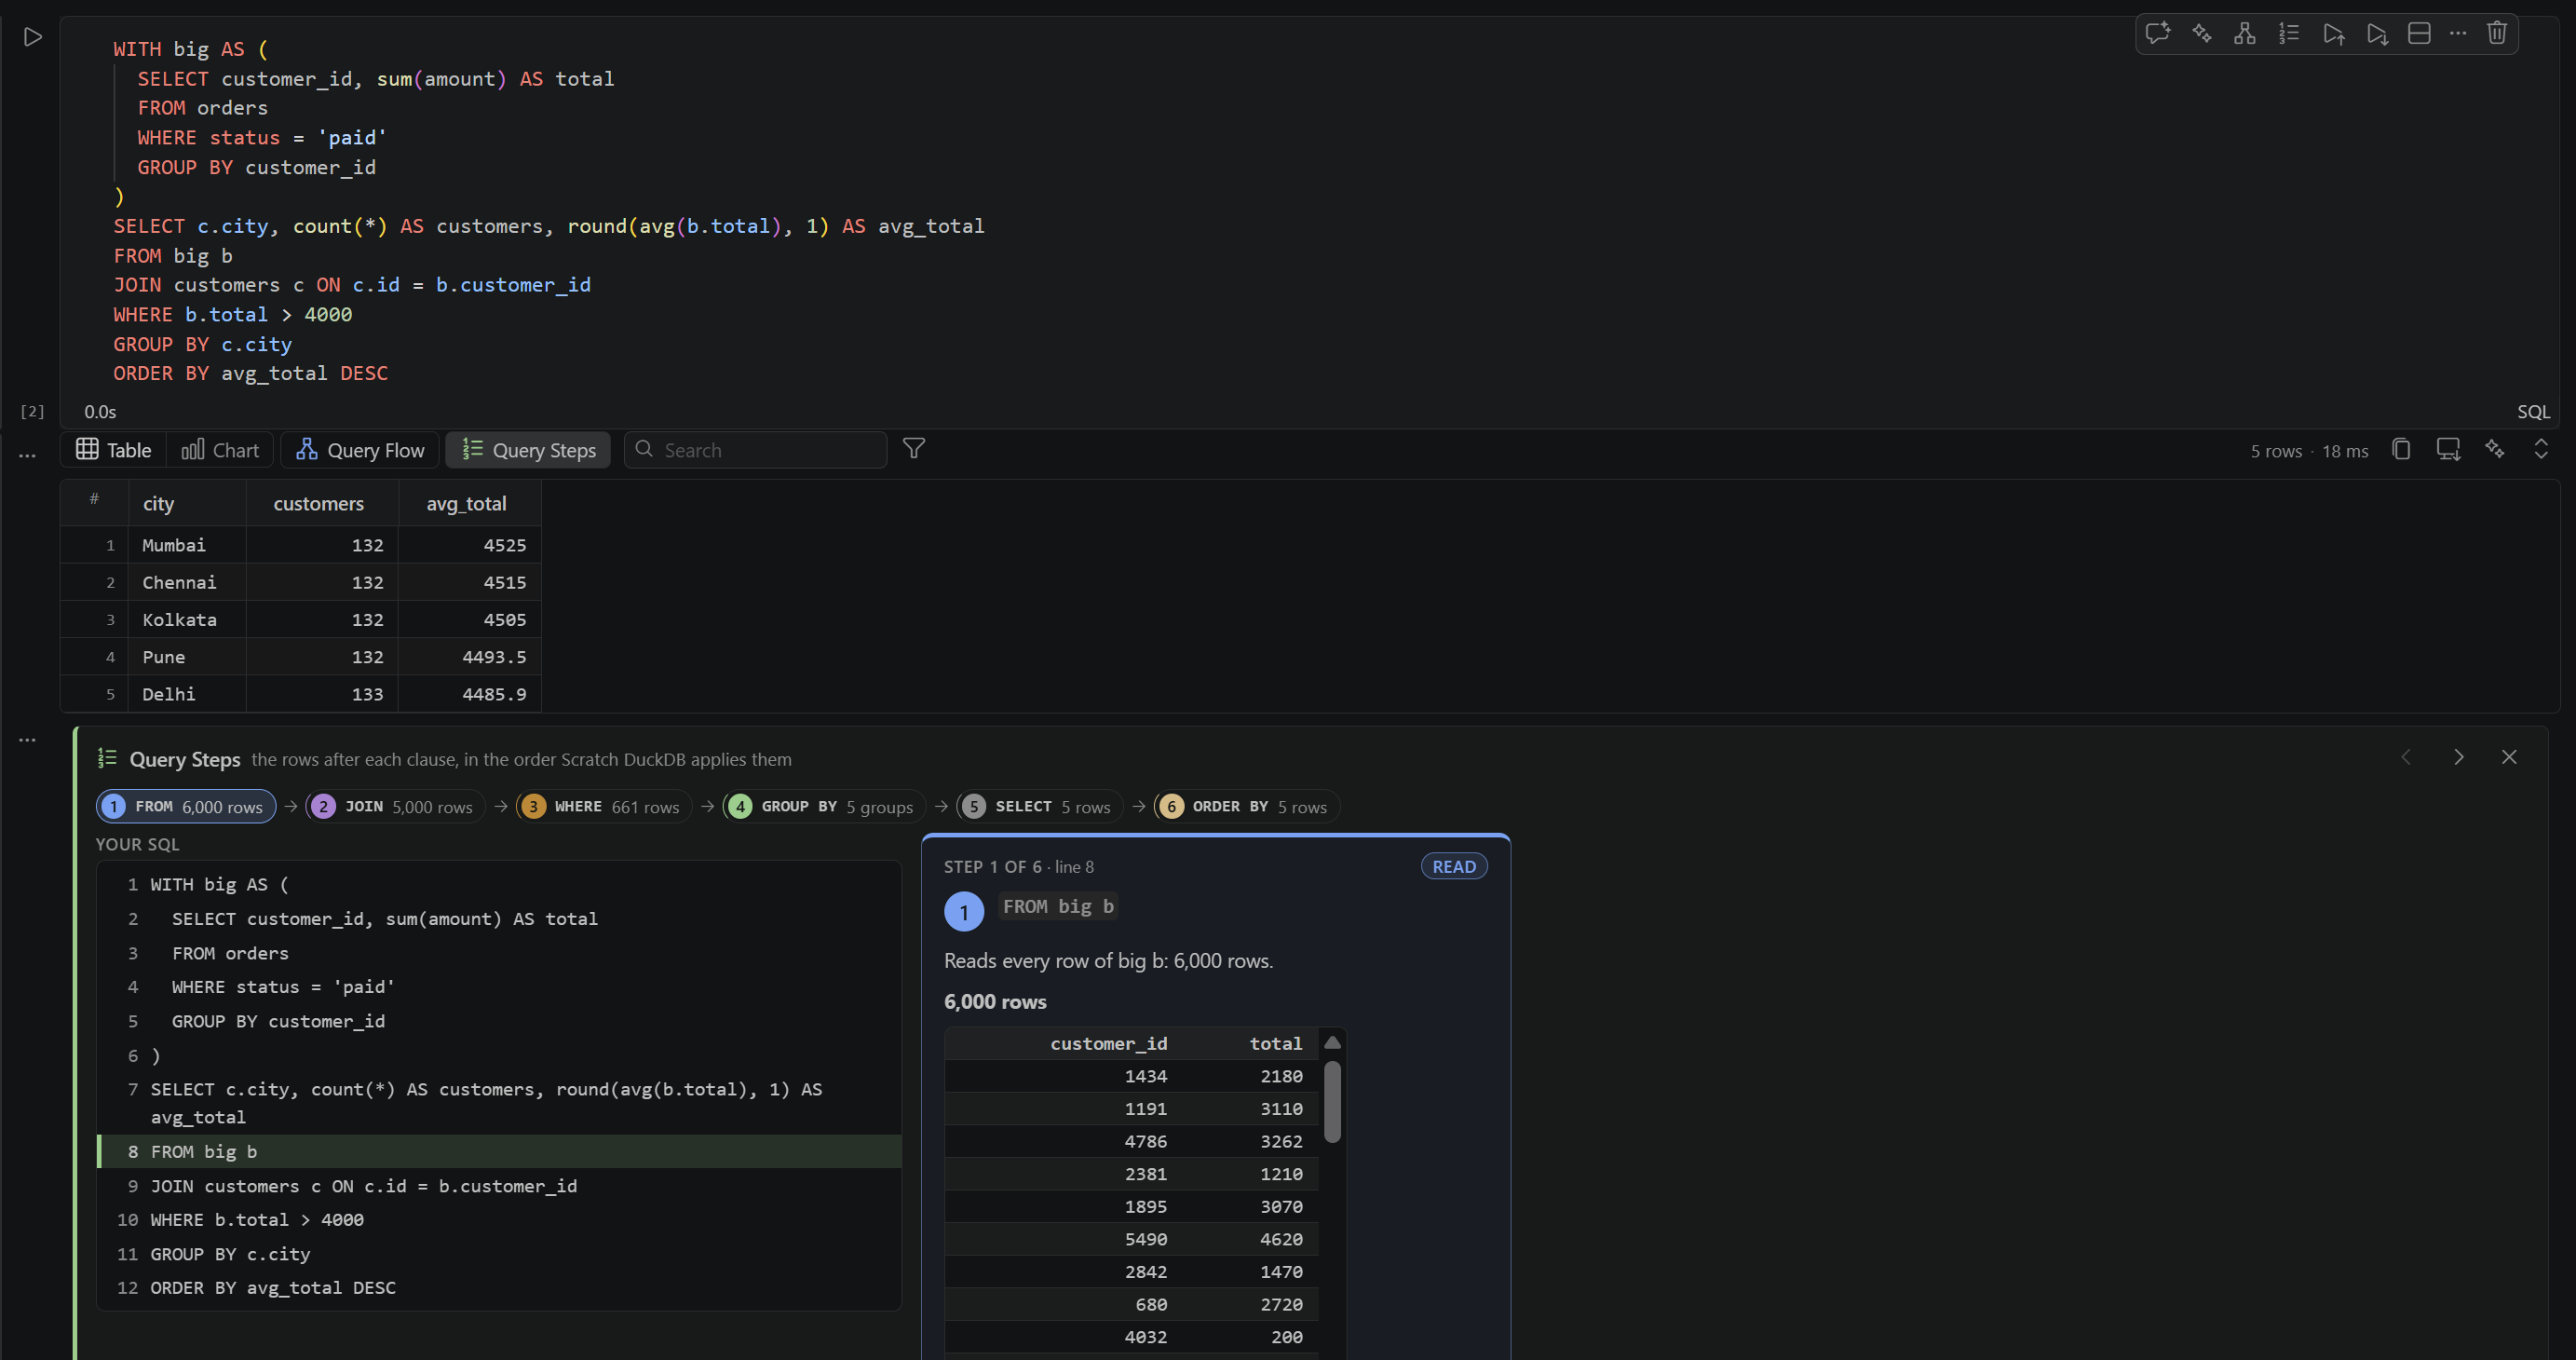 WITH big AS (
SELECT customer_id, sum(amount) AS total
FROM orders
WHERE status = 'paid'
GROUP BY customer_id
)
SELECT c.city, count(*) AS customers, round(avg(b.total), 1) AS avg_total
FROM big b
JOIN customers c ON c.id = b.customer_id
WHERE b.total > 4000
GROUP BY c.city
ORDER BY avg_total DESC
[2] 0.0s SQL
Table Chart Query Flow Query Steps Search 5 rows · 18 ms
# city customers avg_total
1 Mumbai 132 4525
2 Chennai 132 4515
3 Kolkata 132 4505
4 Pune 132 4493.5
5 Delhi 133 4485.9
Query Steps the rows after each clause, in the order Scratch DuckDB applies them
1 FROM 6,000 rows → 2 JOIN 5,000 rows → 3 WHERE 661 rows → 4 GROUP BY 5 groups → 5 SELECT 5 rows → 6 ORDER BY 5 rows
YOUR SQL
1 WITH big AS (
2 SELECT customer_id, sum(amount) AS total
3 FROM orders
4 WHERE status = 'paid'
5 GROUP BY customer_id
6 )
7 SELECT c.city, count(*) AS customers, round(avg(b.total), 1) AS
avg_total
8 FROM big b
9 JOIN customers c ON c.id = b.customer_id
10 WHERE b.total > 4000
11 GROUP BY c.city
12 ORDER BY avg_total DESC
STEP 1 OF 6 · line 8 READ
1 FROM big b
Reads every row of big b: 6,000 rows.
6,000 rows
customer_id total
1434 2180
1191 3110
4786 3262
2381 1210
1895 3070
5490 4620
2842 1470
680 2720
4032 200